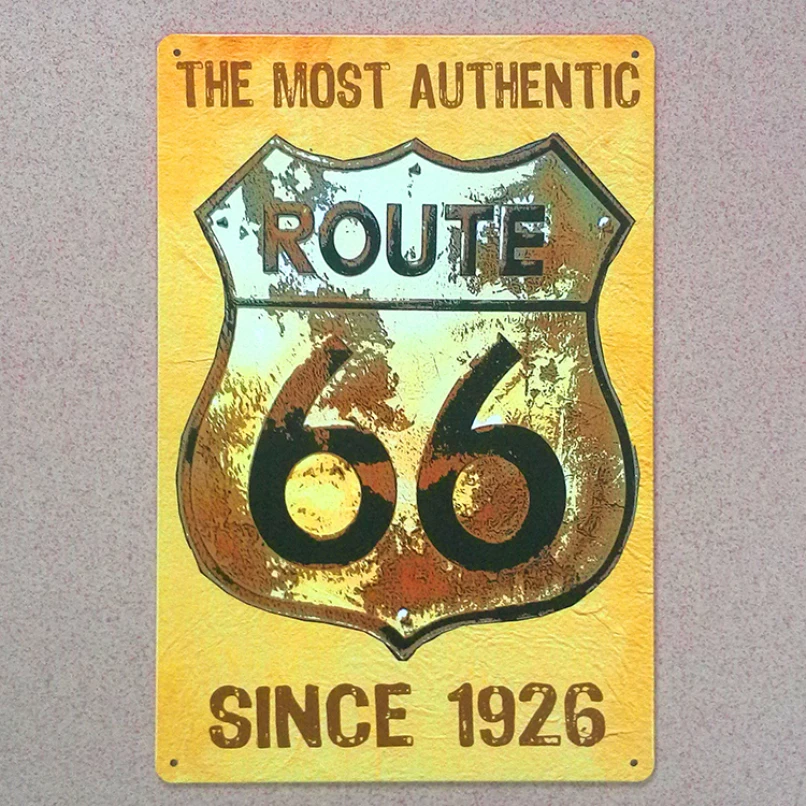 THE MOST AUTHENTIC
ROUTE
66
SINCE 1926